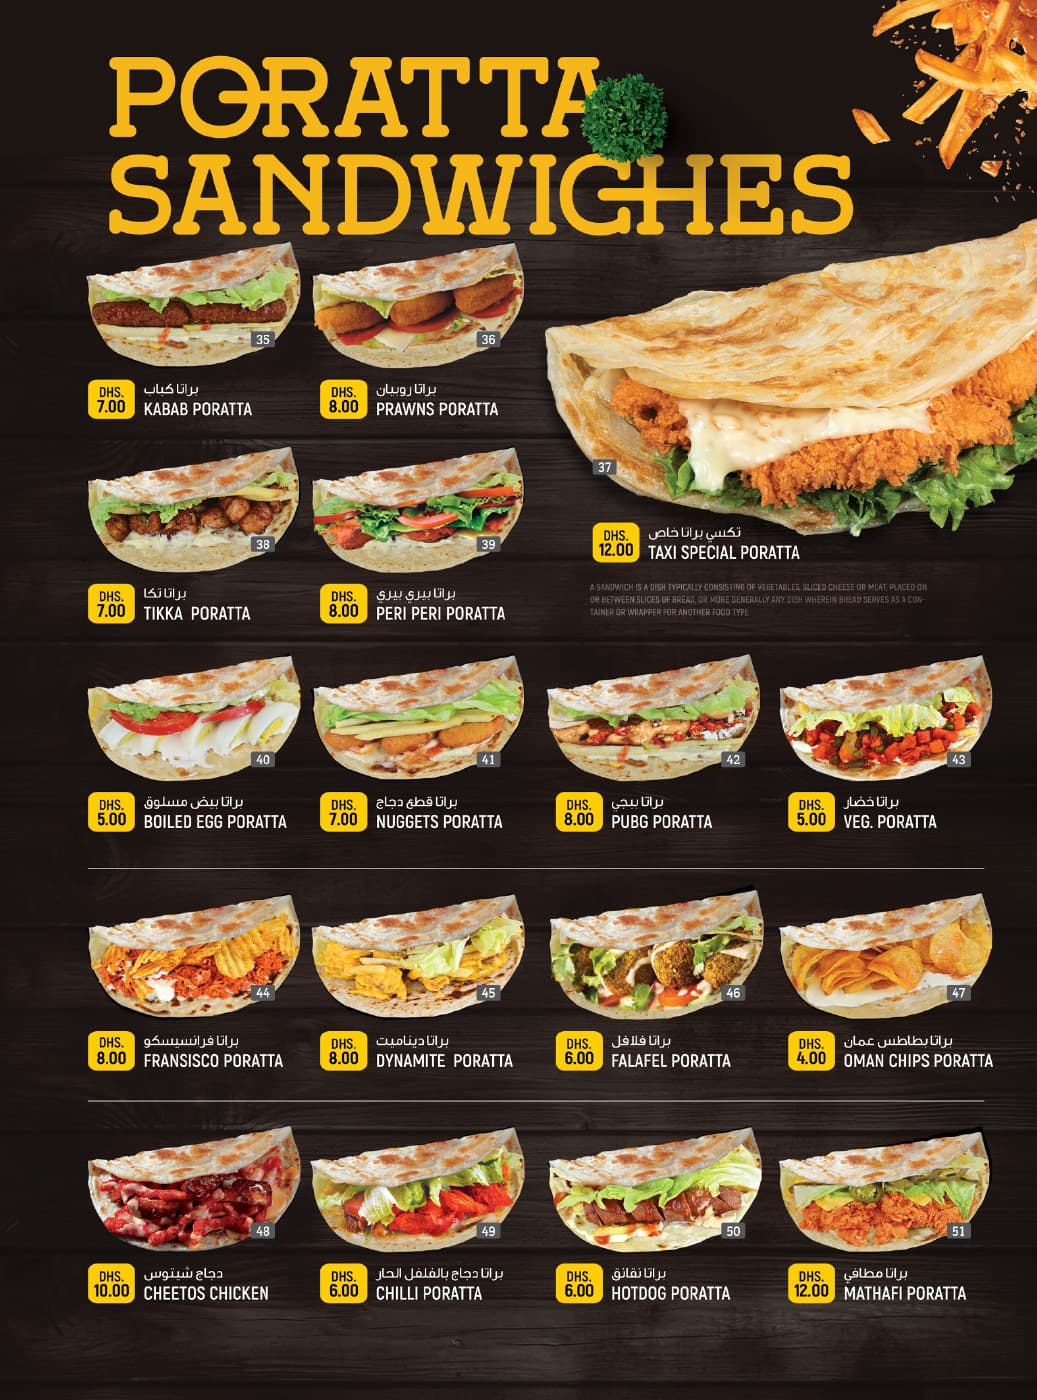 PORATTA
SANDWICHES
35
DHS.
7.00
براتا كباب
KABAB PORATTA
36
DHS.
8.00
براتا روبيان
PRAWNS PORATTA
37
DHS.
12.00
تكسي براتا خاص
TAXI SPECIAL PORATTA
A SANDWICH IS A DISH TYPICALLY CONSISTING OF VEGETABLES, SLICED CHEESE OR MEAT, PLACED ON
OR BETWEEN SLICES OF BREAD, OR MORE GENERALLY ANY DISH WHEREIN BREAD SERVES AS A CON-
TAINER OR WRAPPER FOR ANOTHER FOOD TYPE
38
DHS.
7.00
براتا تكا
TIKKA PORATTA
39
DHS.
8.00
براتا بيري بيري
PERI PERI PORATTA
40
DHS.
5.00
براتا بيض مسلوق
BOILED EGG PORATTA
41
DHS.
7.00
براتا قطع دجاج
NUGGETS PORATTA
42
DHS.
8.00
براتا ببجي
PUBG PORATTA
43
DHS.
5.00
براتا خضار
VEG. PORATTA
44
DHS.
8.00
براتا فرانسيسكو
FRANSISCO PORATTA
45
DHS.
8.00
براتا ديناميت
DYNAMITE PORATTA
46
DHS.
6.00
براتا فلافل
FALAFEL PORATTA
47
DHS.
4.00
براتا بطاطس عمان
OMAN CHIPS PORATTA
48
DHS.
10.00
دجاج شيتوس
CHEETOS CHICKEN
49
DHS.
6.00
براتا دجاج بالفلفل الحار
CHILLI PORATTA
50
DHS.
6.00
براتا نقانق
HOTDOG PORATTA
51
DHS.
12.00
براتا مطافي
MATHAFI PORATTA